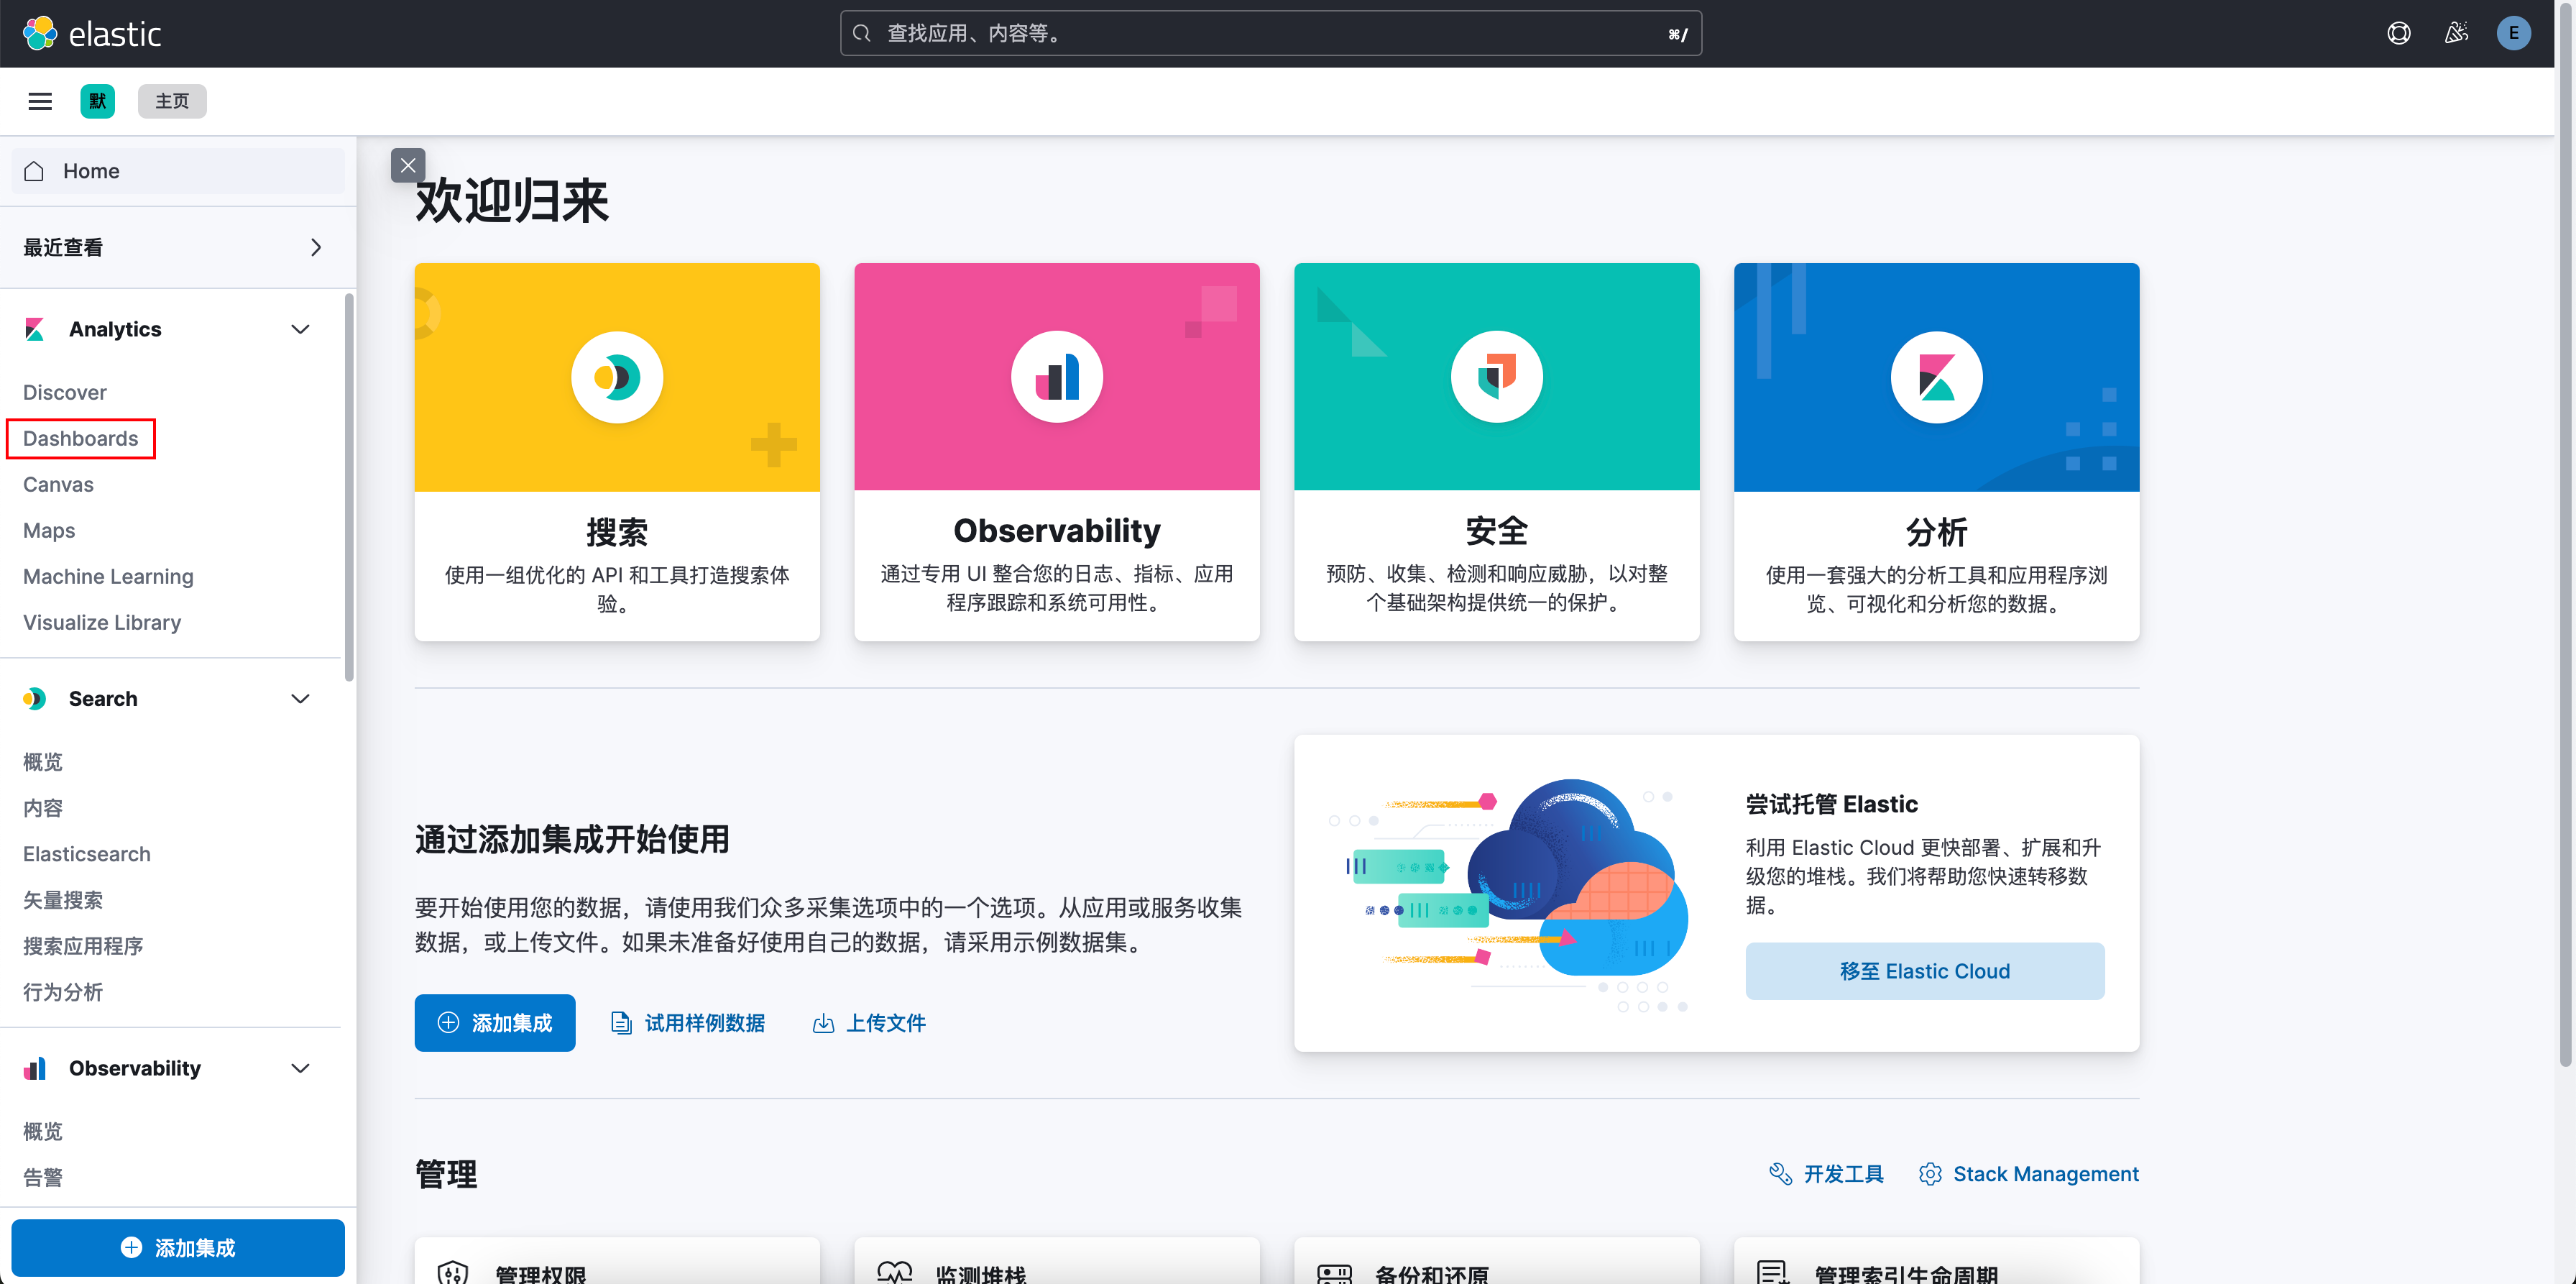 elastic
查找应用、内容等。
⌘/
E
默
主页
Home
最近查看
Analytics
Discover
Dashboards
Canvas
Maps
Machine Learning
Visualize Library
Search
概览
内容
Elasticsearch
矢量搜索
搜索应用程序
行为分析
Observability
概览
告警
添加集成
欢迎归来
搜索
使用一组优化的 API 和工具打造搜索体
验。
Observability
通过专用 UI 整合您的日志、指标、应用
程序跟踪和系统可用性。
安全
预防、收集、检测和响应威胁，以对整
个基础架构提供统一的保护。
分析
使用一套强大的分析工具和应用程序浏
览、可视化和分析您的数据。
通过添加集成开始使用
要开始使用您的数据，请使用我们众多采集选项中的一个选项。从应用或服务收集
数据，或上传文件。如果未准备好使用自己的数据，请采用示例数据集。
添加集成
试用样例数据
上传文件
尝试托管 Elastic
利用 Elastic Cloud 更快部署、扩展和升
级您的堆栈。我们将帮助您快速转移数
据。
移至 Elastic Cloud
管理
开发工具
Stack Management
管理权限
监测堆栈
备份和还原
管理索引生命周期